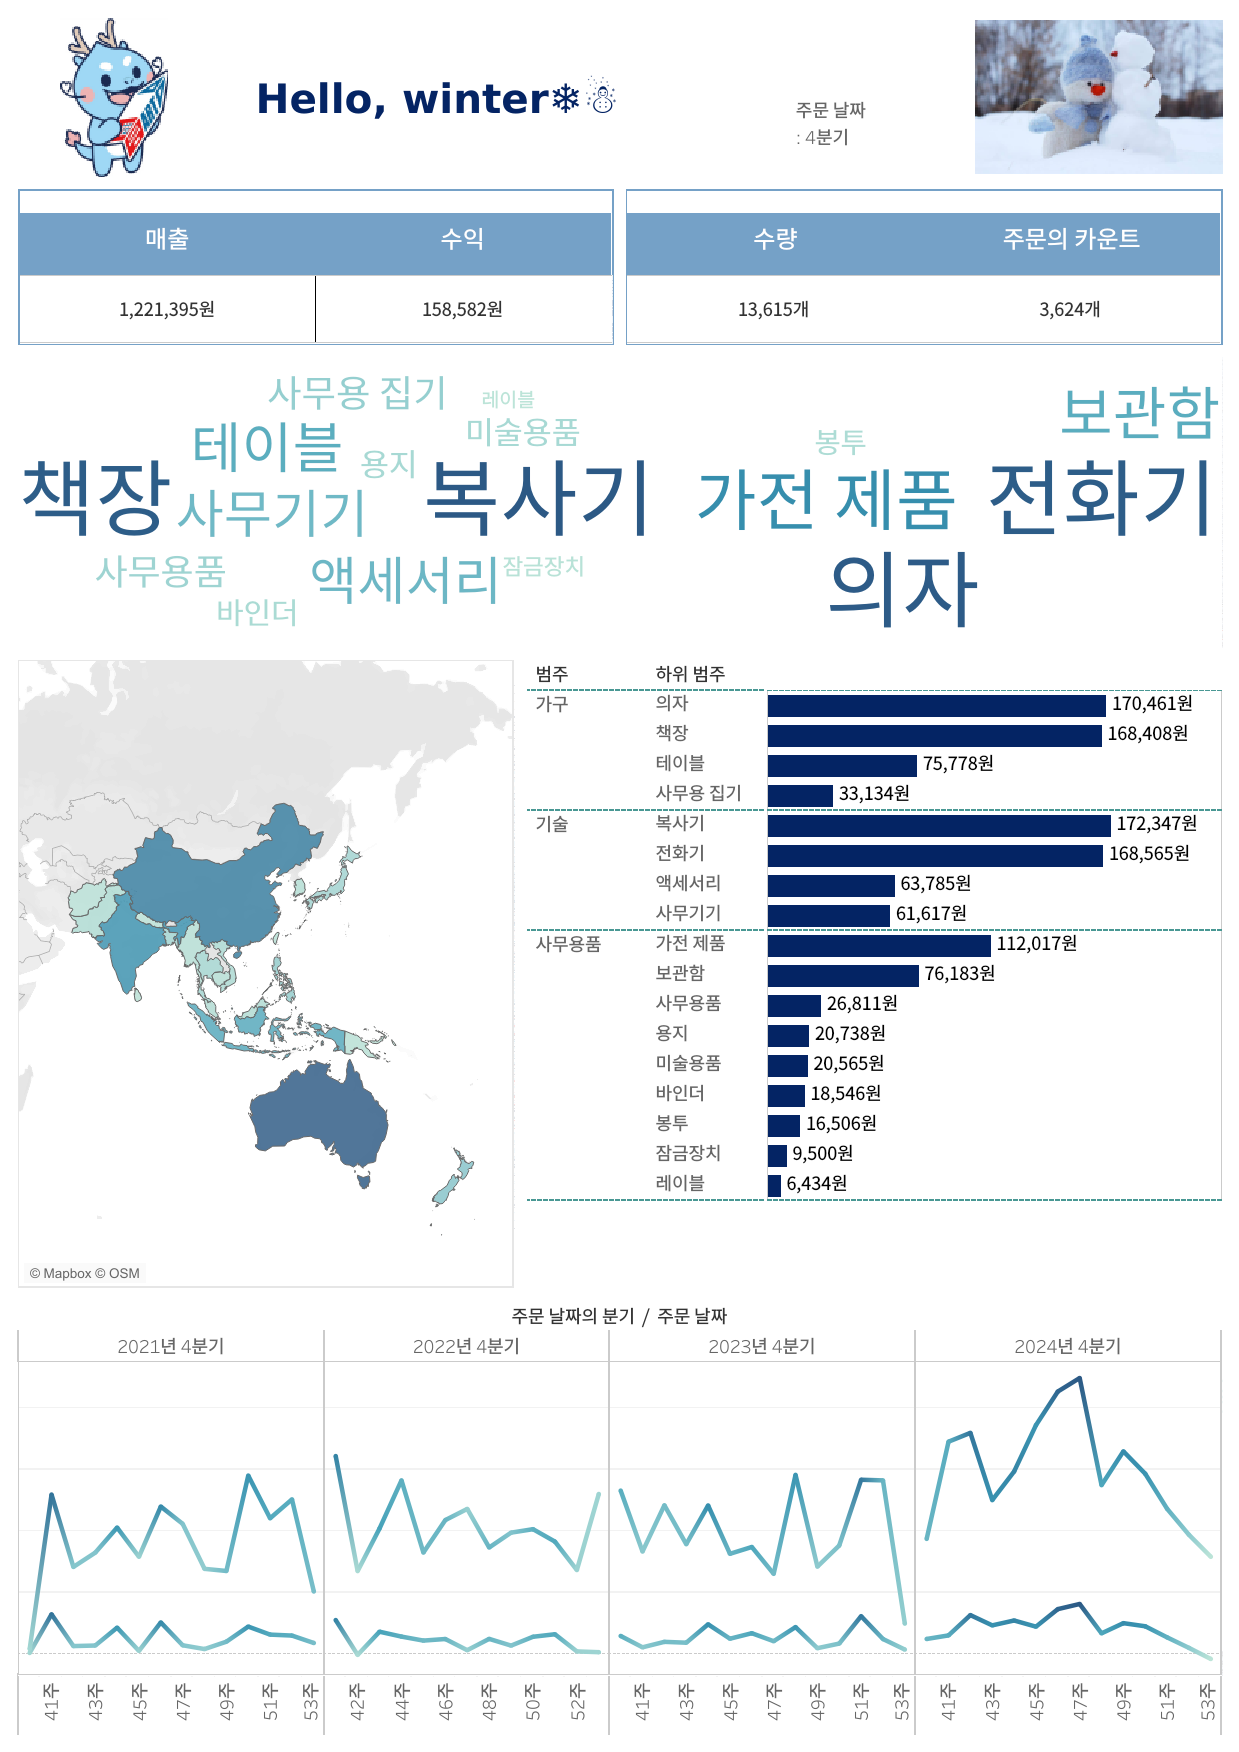 Hello, winter❄☃
주문 날짜
: 4분기
매출 수익
1,221,395원 158,582원
수량 주문의 카운트
13,615개 3,624개
사무용 집기
레이블
미술용품
테이블
용지
책장
사무기기
복사기
사무용품
액세서리
잠금장치
바인더
보관함
봉투
가전 제품
전화기
의자
© Mapbox © OSM
범주 하위 범주
가구 의자 170,461원
책장 168,408원
테이블 75,778원
사무용 집기 33,134원
기술 복사기 172,347원
전화기 168,565원
액세서리 63,785원
사무기기 61,617원
사무용품 가전 제품 112,017원
보관함 76,183원
사무용품 26,811원
용지 20,738원
미술용품 20,565원
바인더 18,546원
봉투 16,506원
잠금장치 9,500원
레이블 6,434원
주문 날짜의 분기 / 주문 날짜
2021년 4분기 2022년 4분기 2023년 4분기 2024년 4분기
41주 43주 45주 47주 49주 51주 53주 42주 44주 46주 48주 50주 52주 41주 43주 45주 47주 49주 51주 53주 41주 43주 45주 47주 49주 51주 53주